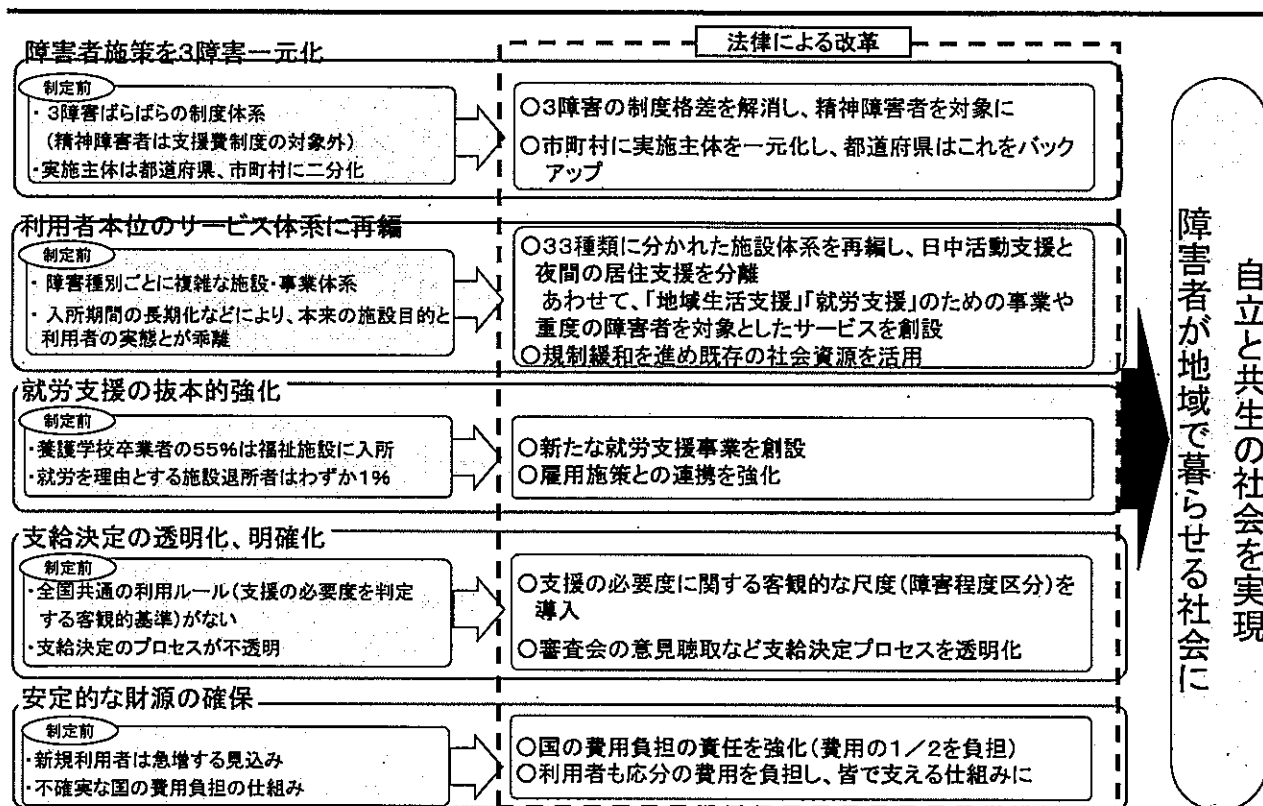 法律による改革
障害者施策を3障害一元化
制定前
・3障害ばらばらの制度体系
(精神障害者は支援費制度の対象外)
・実施主体は都道府県、市町村に二分化
○3障害の制度格差を解消し、精神障害者を対象に
○市町村に実施主体を一元化し、都道府県はこれをバック
アップ
利用者本位のサービス体系に再編
制定前
・障害種別ごとに複雑な施設・事業体系
・入所期間の長期化などにより、本来の施設目的と
利用者の実態とが乖離
○33種類に分かれた施設体系を再編し、日中活動支援と
夜間の居住支援を分離
あわせて、「地域生活支援」「就労支援」のための事業や
重度の障害者を対象としたサービスを創設
○規制緩和を進め既存の社会資源を活用
就労支援の抜本的強化
制定前
・養護学校卒業者の55%は福祉施設に入所
・就労を理由とする施設退所者はわずか1%
○新たな就労支援事業を創設
○雇用施策との連携を強化
支給決定の透明化、明確化
制定前
・全国共通の利用ルール(支援の必要度を判定
する客観的基準)がない
・支給決定のプロセスが不透明
○支援の必要度に関する客観的な尺度(障害程度区分)を
導入
○審査会の意見聴取など支給決定プロセスを透明化
安定的な財源の確保
制定前
・新規利用者は急増する見込み
・不確実な国の費用負担の仕組み
○国の費用負担の責任を強化(費用の1/2を負担)
○利用者も応分の費用を負担し、皆で支える仕組みに
自立と共生の社会を実現
障害者が地域で暮らせる社会に